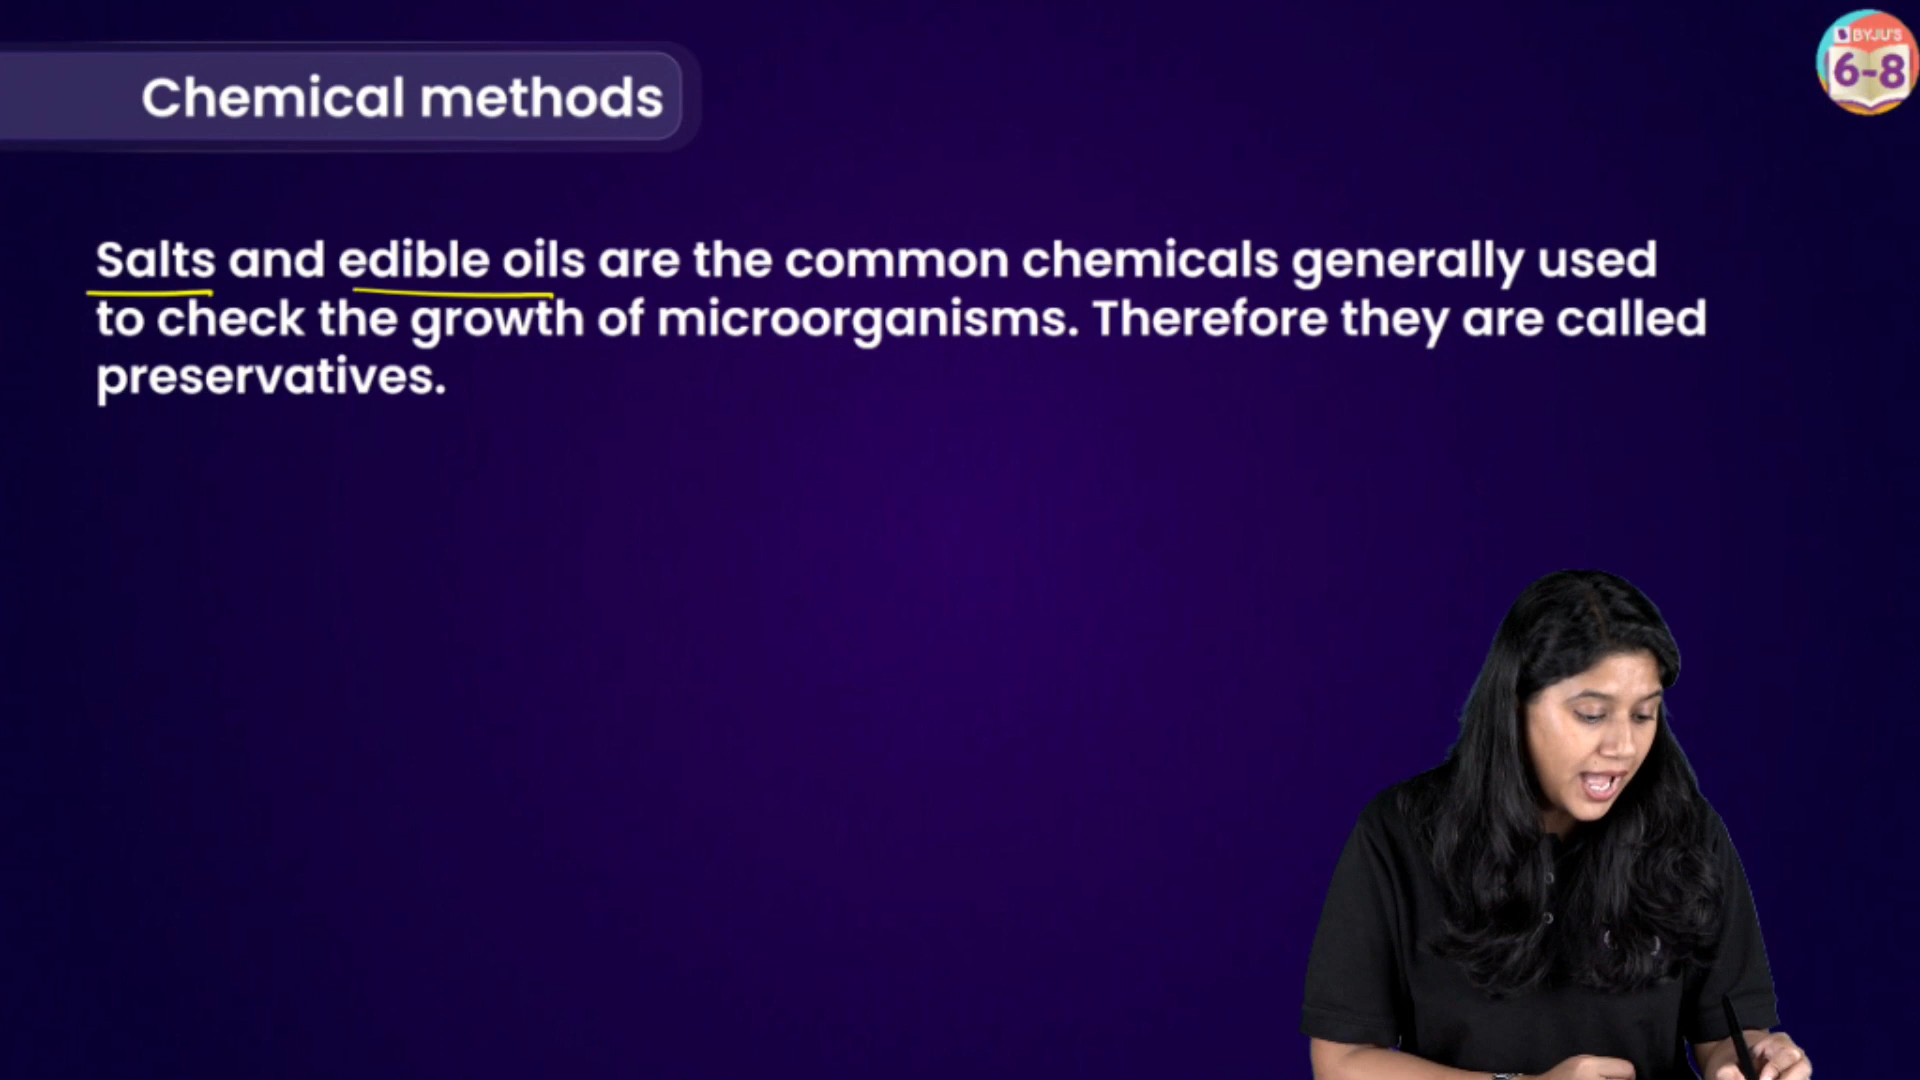 BYJU'S
6-8
Chemical methods
Salts and edible oils are the common chemicals generally used
to check the growth of microorganisms. Therefore they are called
preservatives.